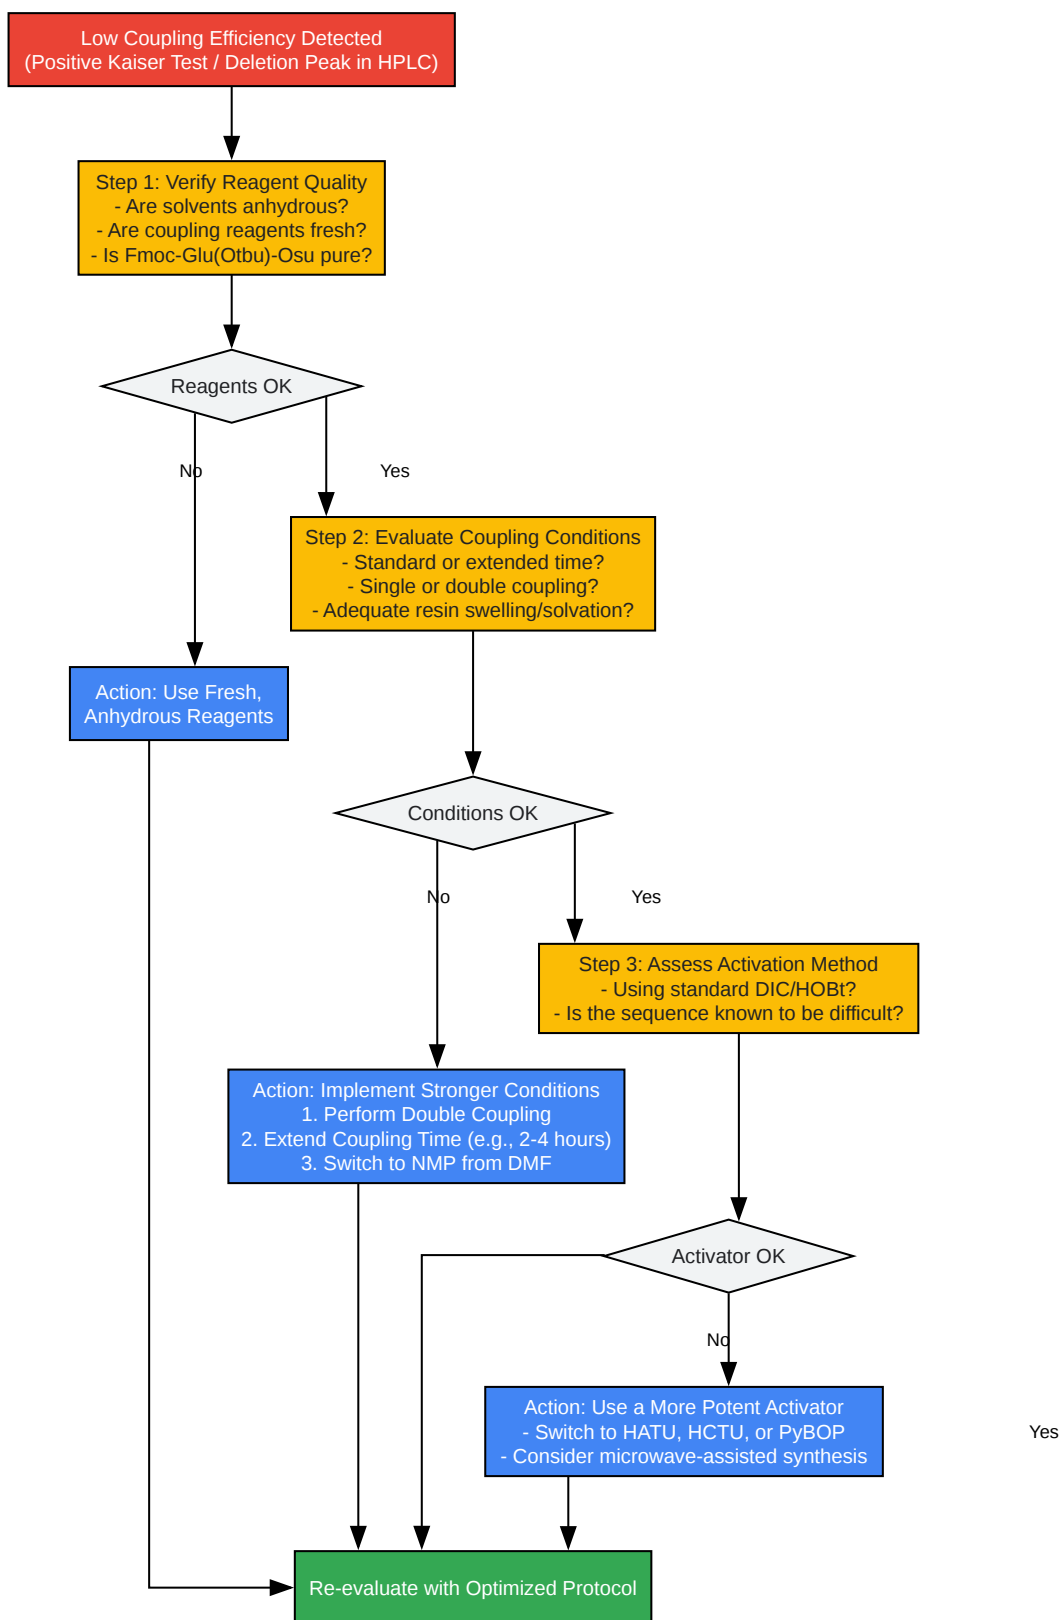 Low Coupling Efficiency Detected
(Positive Kaiser Test / Deletion Peak in HPLC)
Step 1: Verify Reagent Quality
- Are solvents anhydrous?
- Are coupling reagents fresh?
- Is Fmoc-Glu(Otbu)-Osu pure?
Reagents OK
No
Yes
Step 2: Evaluate Coupling Conditions
- Standard or extended time?
- Single or double coupling?
- Adequate resin swelling/solvation?
Action: Use Fresh,
Anhydrous Reagents
Conditions OK
No
Yes
Step 3: Assess Activation Method
- Using standard DIC/HOBt?
- Is the sequence known to be difficult?
Action: Implement Stronger Conditions
1. Perform Double Coupling
2. Extend Coupling Time (e.g., 2-4 hours)
3. Switch to NMP from DMF
Activator OK
No
Action: Use a More Potent Activator
- Switch to HATU, HCTU, or PyBOP
- Consider microwave-assisted synthesis
Yes
Re-evaluate with Optimized Protocol